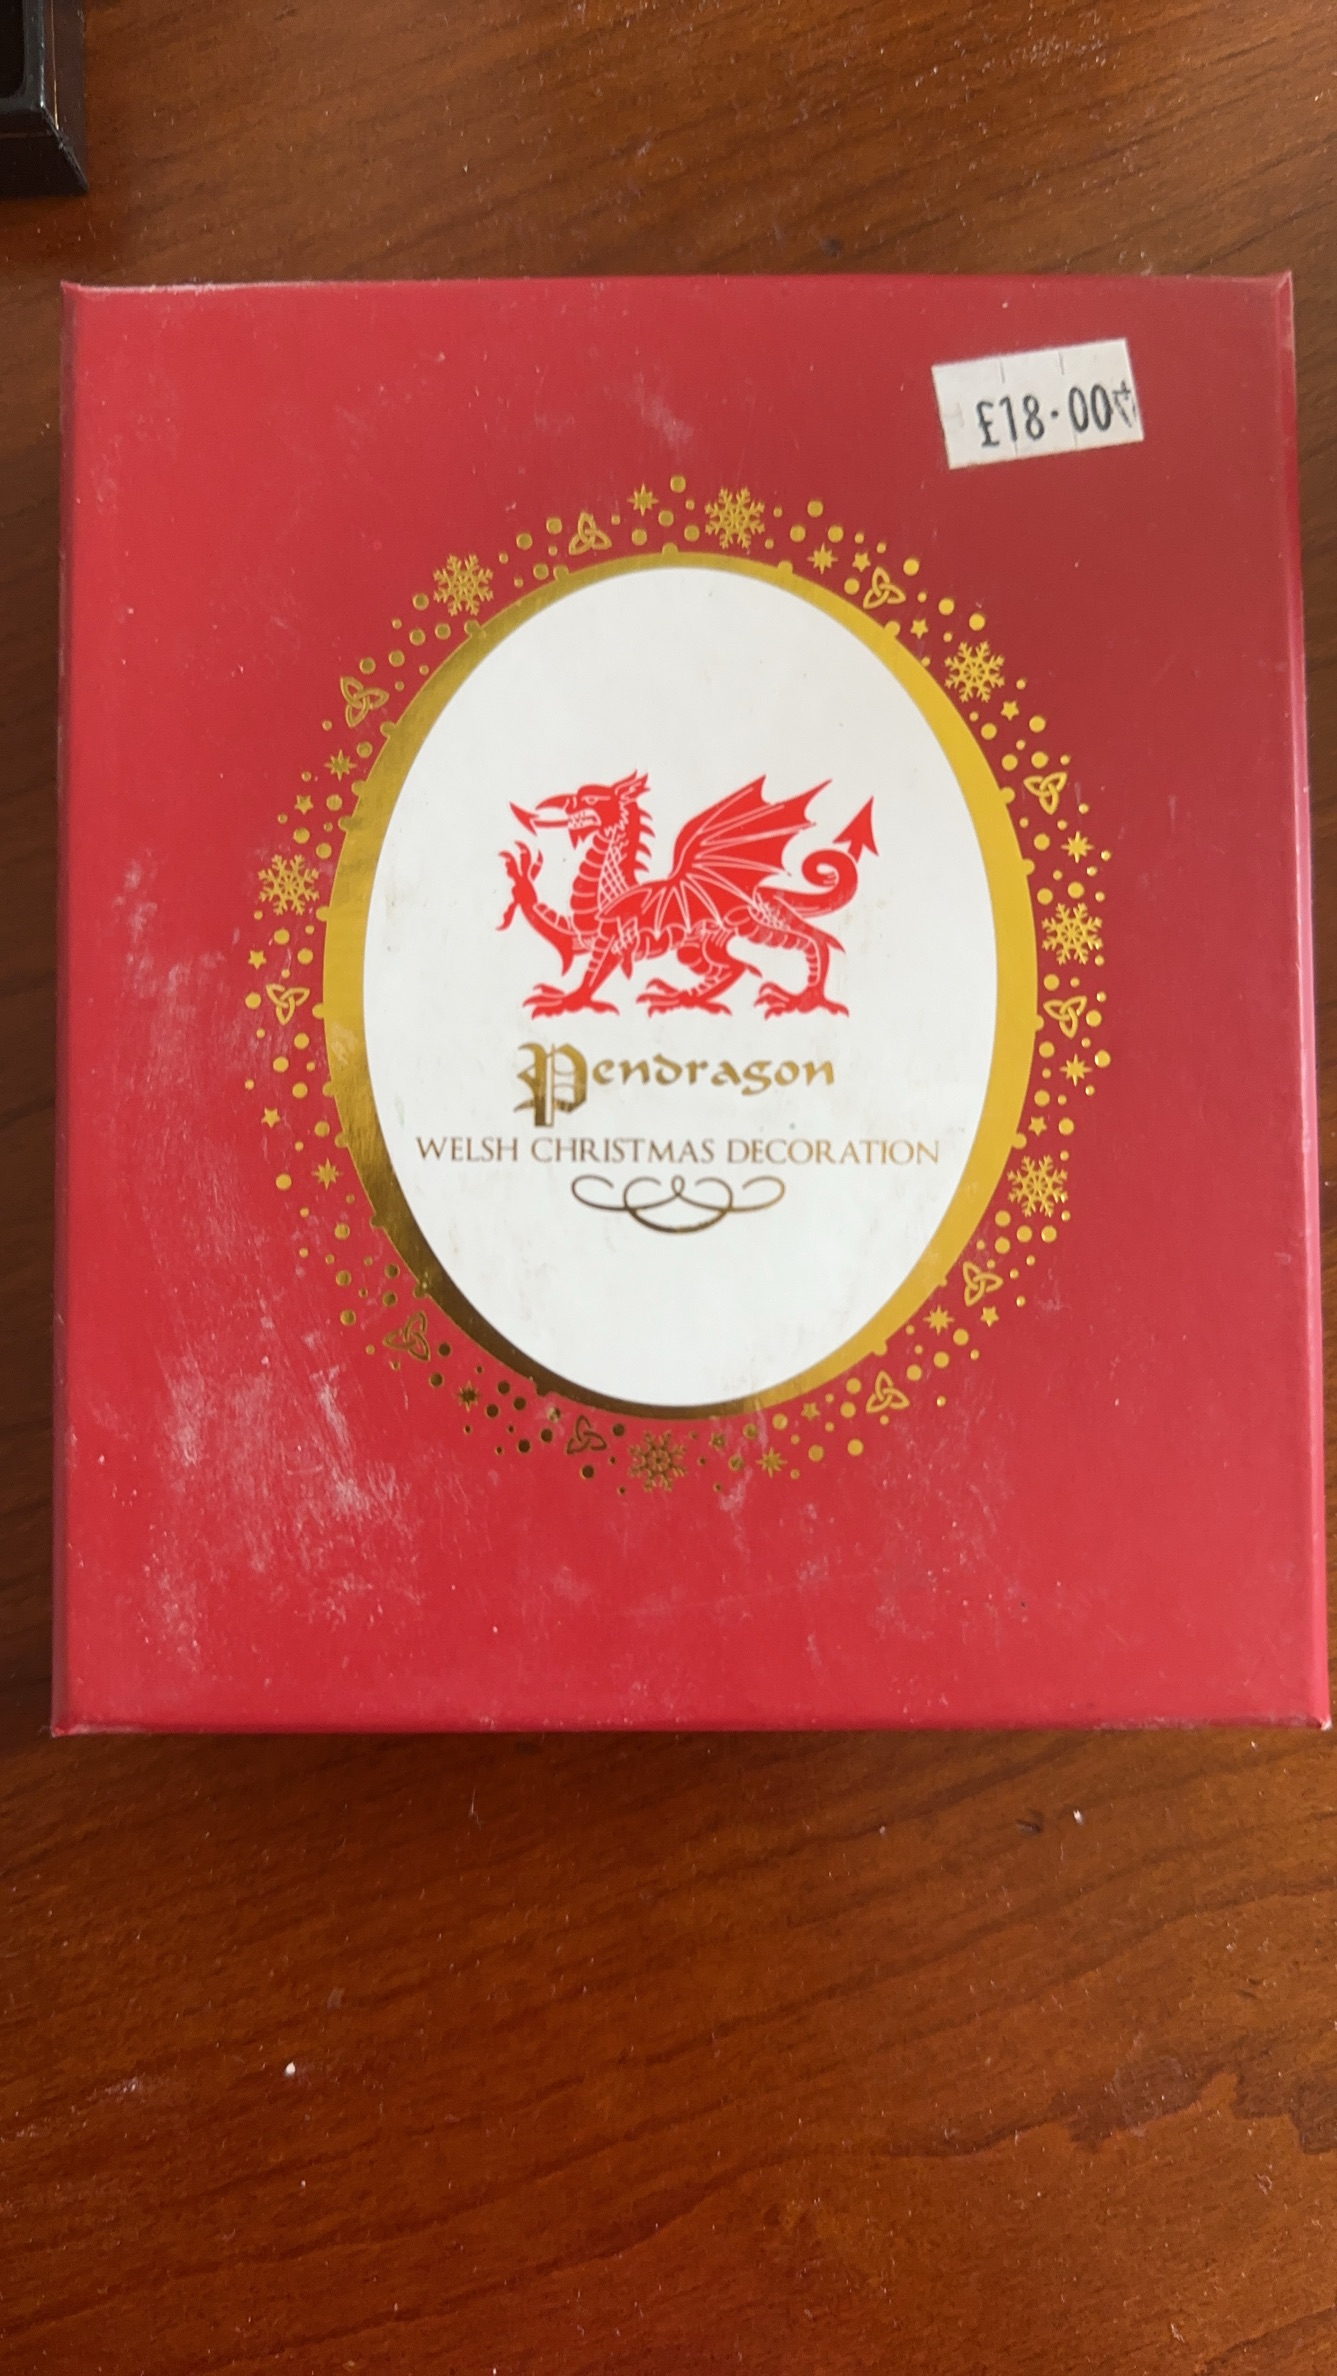 £18.00
Pendragon
WELSH CHRISTMAS DECORATION